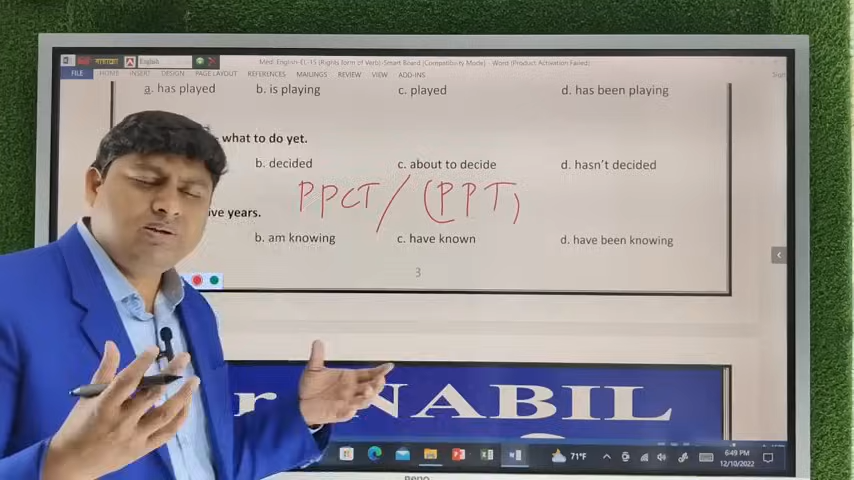 English
Med: English-EL-15 (Rights form of Verb)-Smart Board [Compatibility Mode] - Word (Product Activation Failed)
FILE HOME INSERT DESIGN PAGE LAYOUT REFERENCES MAILINGS REVIEW VIEW ADD-INS
a. has played b. is playing c. played d. has been playing
what to do yet.
b. decided c. about to decide d. hasn't decided
PPCT / (PPT)
ive years.
b. am knowing c. have known d. have been knowing
3
r NABIL
71°F 6:49 PM
12/10/2022